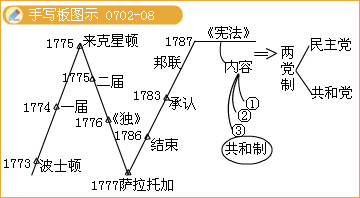 手写板图示 0702-08
1775 来克星顿
1787 《宪法》
邦联
民主党
两党制
内容
1775 二届
1783 承认
共和党
1774 一届
①
②
1776 《独》
③
1786 结束
共和制
1773 波士顿
1777 萨拉托加